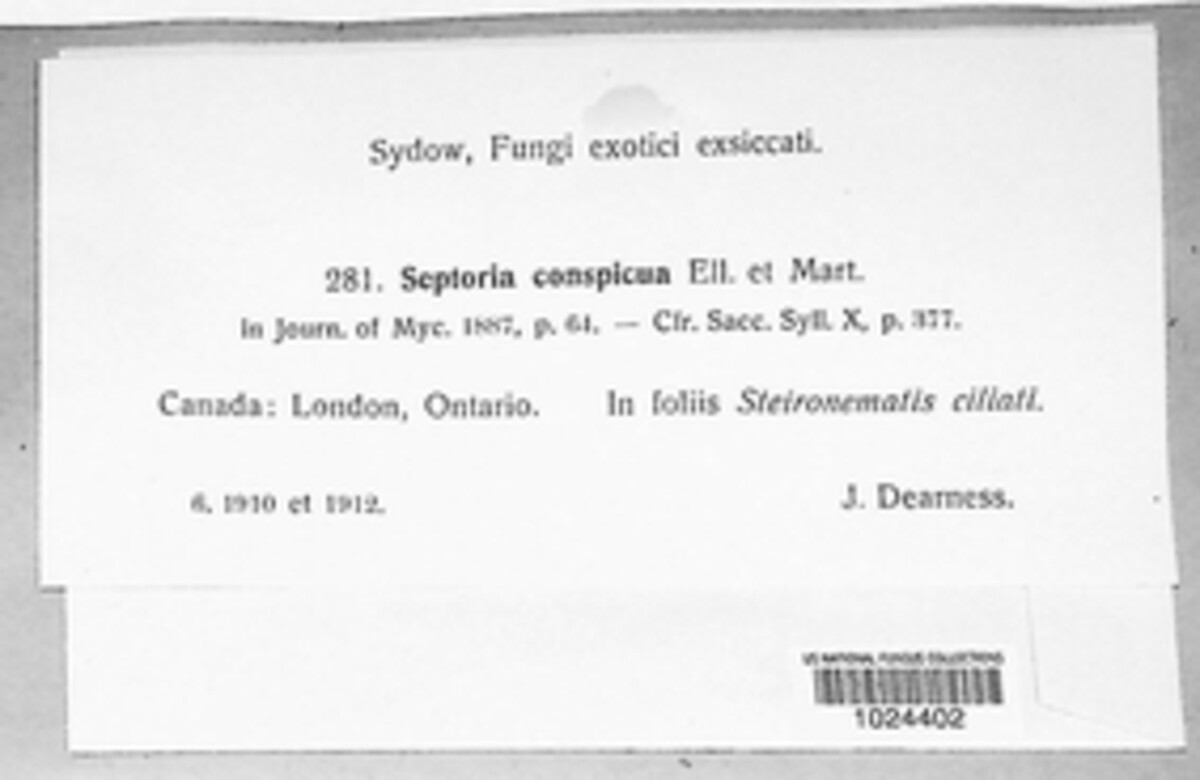 Sydow, Fungi exotici exsiccati.
281. Septoria conspicua Ell. et Mart.
in Journ. of Myc. 1887, p. 61. — Cfr. Sacc. Syll. X, p. 377.
Canada: London, Ontario. In foliis Steironematis ciliati.
6. 1910 et 1912. J. Dearness.
US NATIONAL FUNGUS COLLECTIONS
1024402